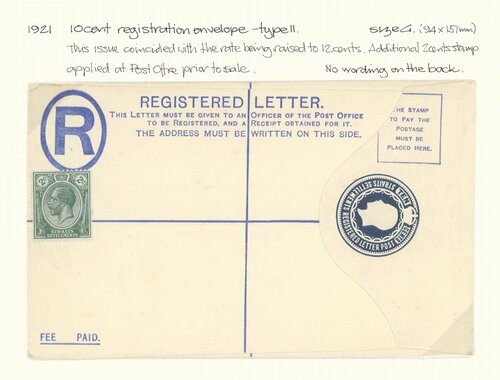 1921 10cent registration envelope - type II. size G. (94 x 151mm)
This issue coincided with the rate being raised to 12cents. Additional 2cents stamp
applied at Post Office prior to sale. No wording on the back.
REGISTERED LETTER.
THIS LETTER MUST BE GIVEN TO AN OFFICER OF THE POST OFFICE
TO BE REGISTERED, AND A RECEIPT OBTAINED FOR IT.
THE ADDRESS MUST BE WRITTEN ON THIS SIDE.
R
THE STAMP
TO PAY THE
POSTAGE
MUST BE
PLACED HERE.
STRAITS
SETTLEMENTS
STRAITS SETTLEMENTS REGISTERED LETTER POST
FEE PAID.